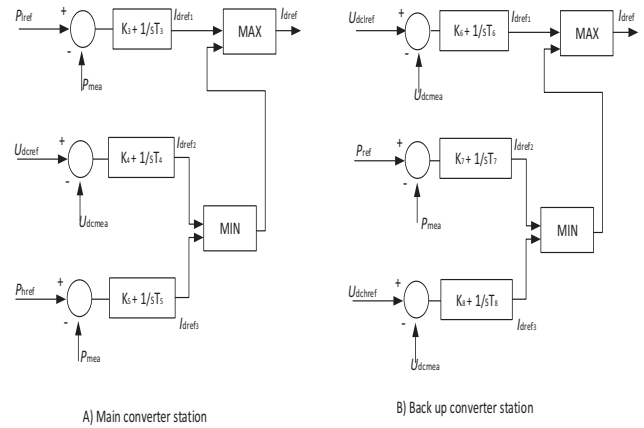 Plref
+
-
Pmea
K3 + 1/sT3
Idref1
MAX
Idref
Udcref
+
-
Udcmea
K4 + 1/sT4
Idref2
MIN
Phref
+
-
Pmea
K5 + 1/sT5
Idref3
A) Main converter station
Udclref
+
-
Udcmea
K6 + 1/sT6
Idref1
MAX
Idref
Pref
+
-
Pmea
K7 + 1/sT7
Idref2
MIN
Udchref
+
-
Udcmea
K8 + 1/sT8
Idref3
B) Back up converter station